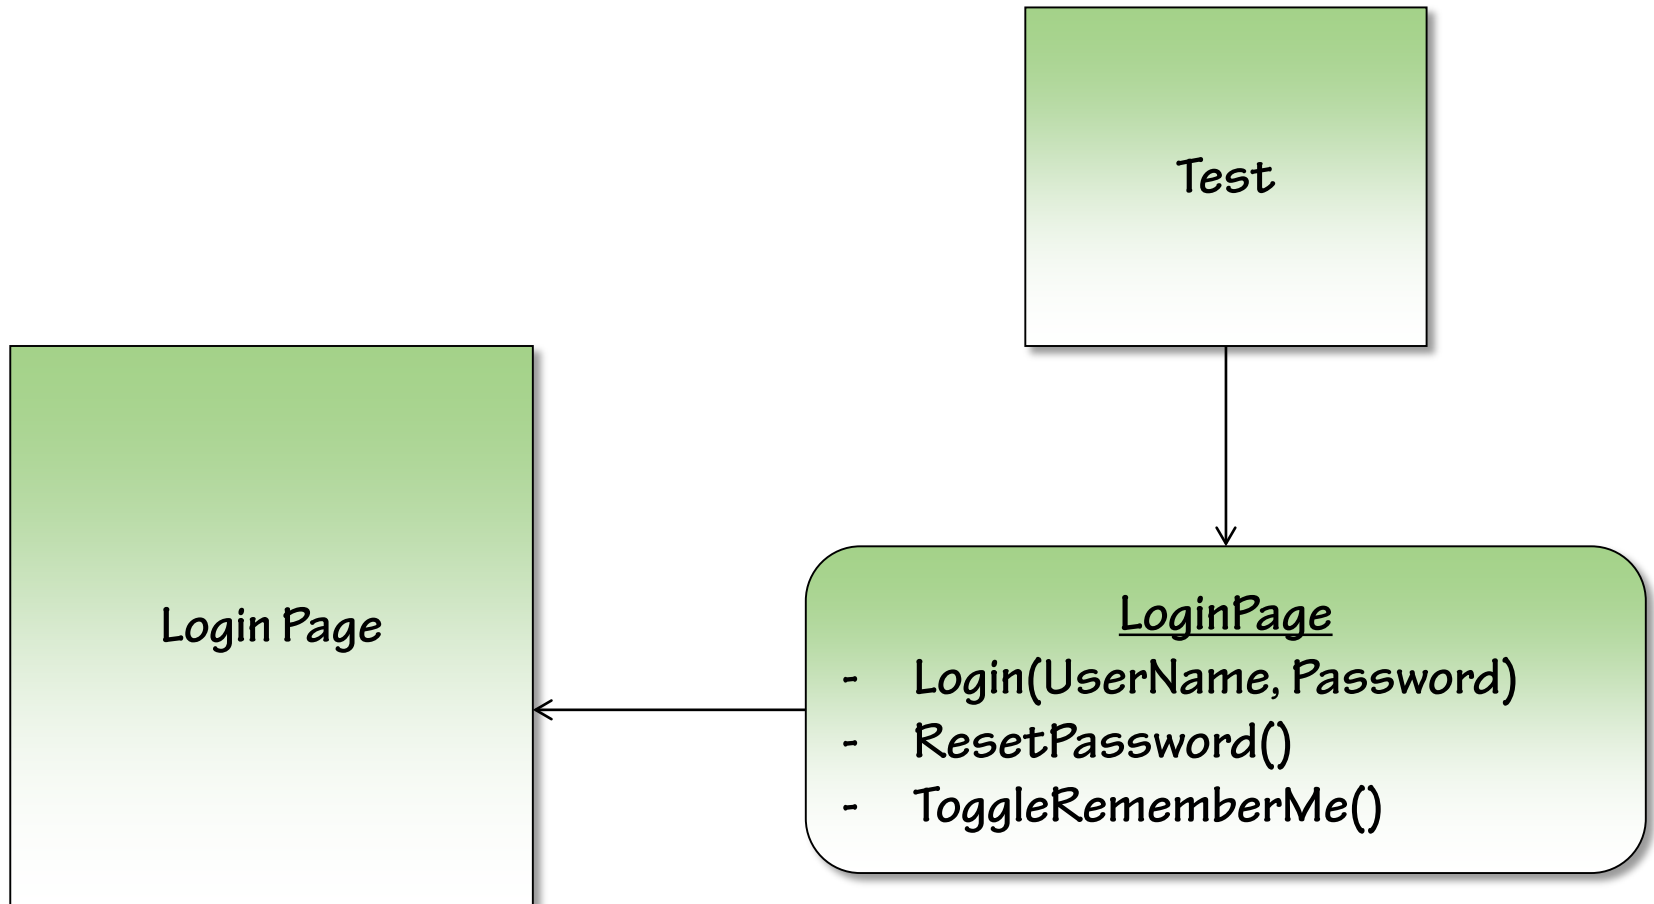 Test
Login Page
LoginPage
- Login(UserName, Password)
- ResetPassword()
- ToggleRememberMe()